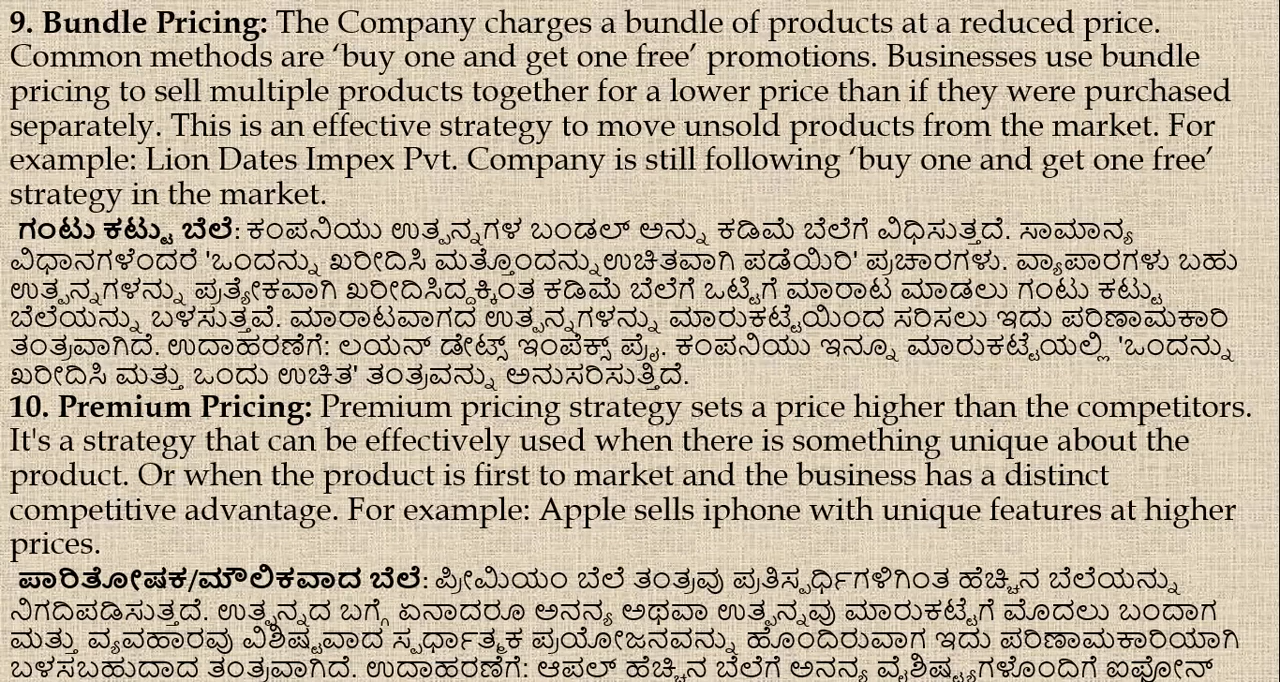 9. Bundle Pricing: The Company charges a bundle of products at a reduced price.
Common methods are ‘buy one and get one free’ promotions. Businesses use bundle
pricing to sell multiple products together for a lower price than if they were purchased
separately. This is an effective strategy to move unsold products from the market. For
example: Lion Dates Impex Pvt. Company is still following ‘buy one and get one free’
strategy in the market.
ಗಂಟು ಕಟ್ಟು ಬೆಲೆ: ಕಂಪನಿಯು ಉತ್ಪನ್ನಗಳ ಬಂಡಲ್ ಅನ್ನು ಕಡಿಮೆ ಬೆಲೆಗೆ ವಿಧಿಸುತ್ತದೆ. ಸಾಮಾನ್ಯ
ವಿಧಾನಗಳೆಂದರೆ 'ಒಂದನ್ನು ಖರೀದಿಸಿ ಮತ್ತೊಂದನ್ನುಉಚಿತವಾಗಿ ಪಡೆಯಿರಿ' ಪ್ರಚಾರಗಳು. ವ್ಯಾಪಾರಗಳು ಬಹು
ಉತ್ಪನ್ನಗಳನ್ನು ಪ್ರತ್ಯೇಕವಾಗಿ ಖರೀದಿಸಿದ್ದಕ್ಕಿಂತ ಕಡಿಮೆ ಬೆಲೆಗೆ ಒಟ್ಟಿಗೆ ಮಾರಾಟ ಮಾಡಲು ಗಂಟು ಕಟ್ಟು
ಬೆಲೆಯನ್ನು ಬಳಸುತ್ತವೆ. ಮಾರಾಟವಾಗದ ಉತ್ಪನ್ನಗಳನ್ನು ಮಾರುಕಟ್ಟೆಯಿಂದ ಸರಿಸಲು ಇದು ಪರಿಣಾಮಕಾರಿ
ತಂತ್ರವಾಗಿದೆ. ಉದಾಹರಣೆಗೆ: ಲಯನ್ ಡೇಟ್ಸ್ ಇಂಪೆಕ್ಸ್ ಪ್ರೈ. ಕಂಪನಿಯು ಇನ್ನೂ ಮಾರುಕಟ್ಟೆಯಲ್ಲಿ 'ಒಂದನ್ನು
ಖರೀದಿಸಿ ಮತ್ತು ಒಂದು ಉಚಿತ' ತಂತ್ರವನ್ನು ಅನುಸರಿಸುತ್ತಿದೆ.
10. Premium Pricing: Premium pricing strategy sets a price higher than the competitors.
It's a strategy that can be effectively used when there is something unique about the
product. Or when the product is first to market and the business has a distinct
competitive advantage. For example: Apple sells iphone with unique features at higher
prices.
ಪಾರಿತೋಷಕ/ಮೌಲಿಕವಾದ ಬೆಲೆ: ಪ್ರೀಮಿಯಂ ಬೆಲೆ ತಂತ್ರವು ಪ್ರತಿಸ್ಪರ್ಧಿಗಳಿಗಿಂತ ಹೆಚ್ಚಿನ ಬೆಲೆಯನ್ನು
ನಿಗದಿಪಡಿಸುತ್ತದೆ. ಉತ್ಪನ್ನದ ಬಗ್ಗೆ ಏನಾದರೂ ಅನನ್ಯ ಅಥವಾ ಉತ್ಪನ್ನವು ಮಾರುಕಟ್ಟೆಗೆ ಮೊದಲು ಬಂದಾಗ
ಮತ್ತು ವ್ಯವಹಾರವು ವಿಶಿಷ್ಟವಾದ ಸ್ಪರ್ಧಾತ್ಮಕ ಪ್ರಯೋಜನವನ್ನು ಹೊಂದಿರುವಾಗ ಇದು ಪರಿಣಾಮಕಾರಿಯಾಗಿ
ಬಳಸಬಹುದಾದ ತಂತ್ರವಾಗಿದೆ. ಉದಾಹರಣೆಗೆ: ಆಪಲ್ ಹೆಚ್ಚಿನ ಬೆಲೆಗೆ ಅನನ್ಯ ವೈಶಿಷ್ಟ್ಯಗಳೊಂದಿಗೆ ಐಫೋನ್